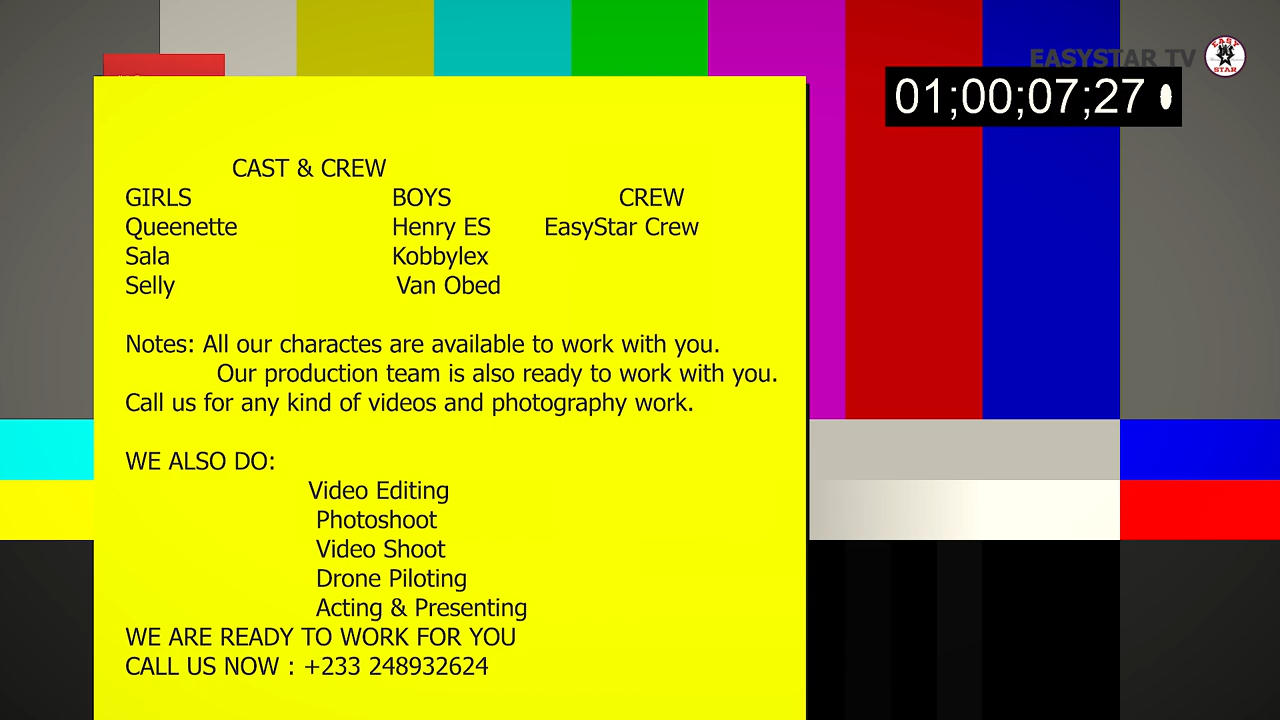 EASYSTAR TV
EASY
STAR
01;00;07;27
CAST & CREW
GIRLS BOYS CREW
Queenette Henry ES EasyStar Crew
Sala Kobbylex
Selly Van Obed
Notes: All our charactes are available to work with you.
Our production team is also ready to work with you.
Call us for any kind of videos and photography work.
WE ALSO DO:
Video Editing
Photoshoot
Video Shoot
Drone Piloting
Acting & Presenting
WE ARE READY TO WORK FOR YOU
CALL US NOW : +233 248932624